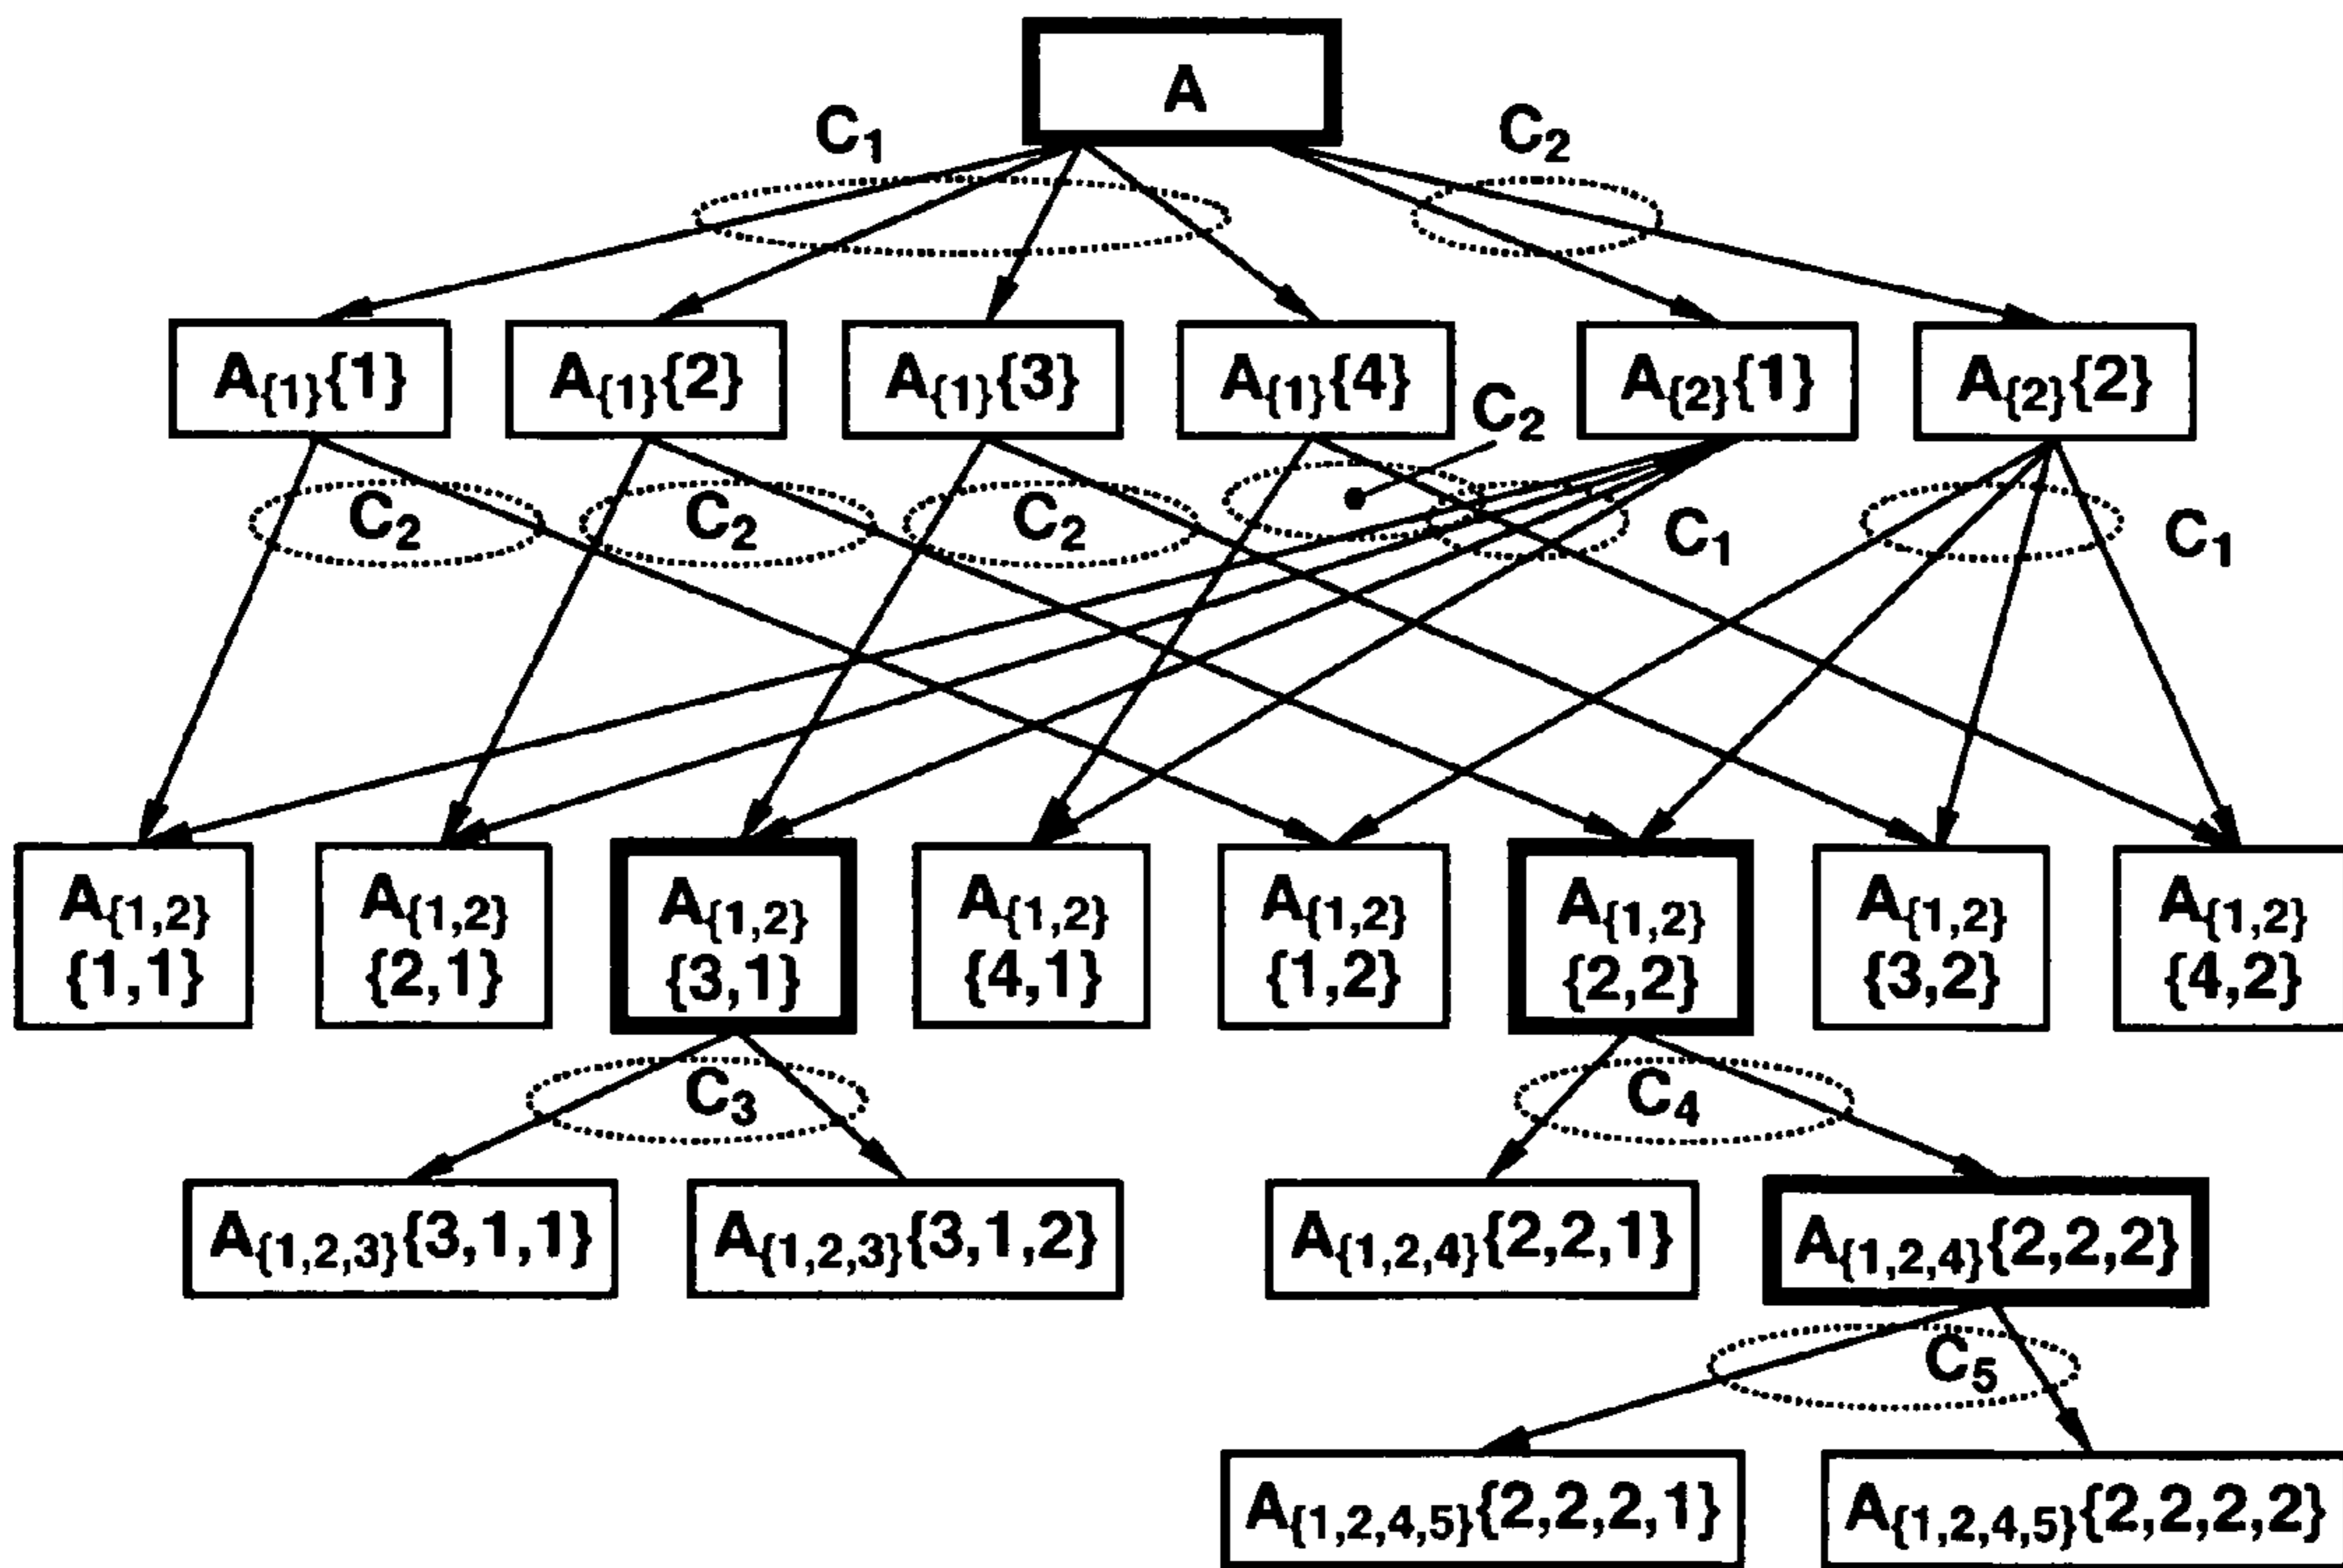 A
C₁ C₂
A{1}{1} A{1}{2} A{1}{3} A{1}{4} A{2}{1} A{2}{2}
C₂
C₂ C₂ C₂ C₁ C₁
A{1,2} A{1,2} A{1,2} A{1,2} A{1,2} A{1,2} A{1,2} A{1,2}
{1,1} {2,1} {3,1} {4,1} {1,2} {2,2} {3,2} {4,2}
C₃ C₄
A{1,2,3}{3,1,1} A{1,2,3}{3,1,2} A{1,2,4}{2,2,1} A{1,2,4}{2,2,2}
C₅
A{1,2,4,5}{2,2,2,1} A{1,2,4,5}{2,2,2,2}